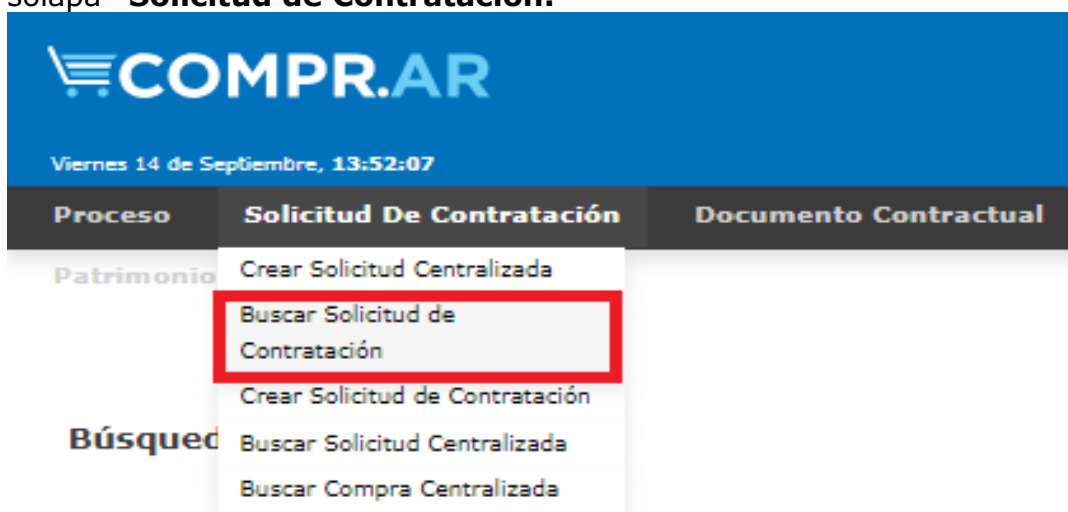 solapa "Solicitud de Contratación.
COMPR.AR
Viernes 14 de Septiembre, 13:52:07
Proceso Solicitud De Contratación Documento Contractual
Patrimonio
Crear Solicitud Centralizada
Buscar Solicitud de
Contratación
Crear Solicitud de Contratación
Búsqued
Buscar Solicitud Centralizada
Buscar Compra Centralizada